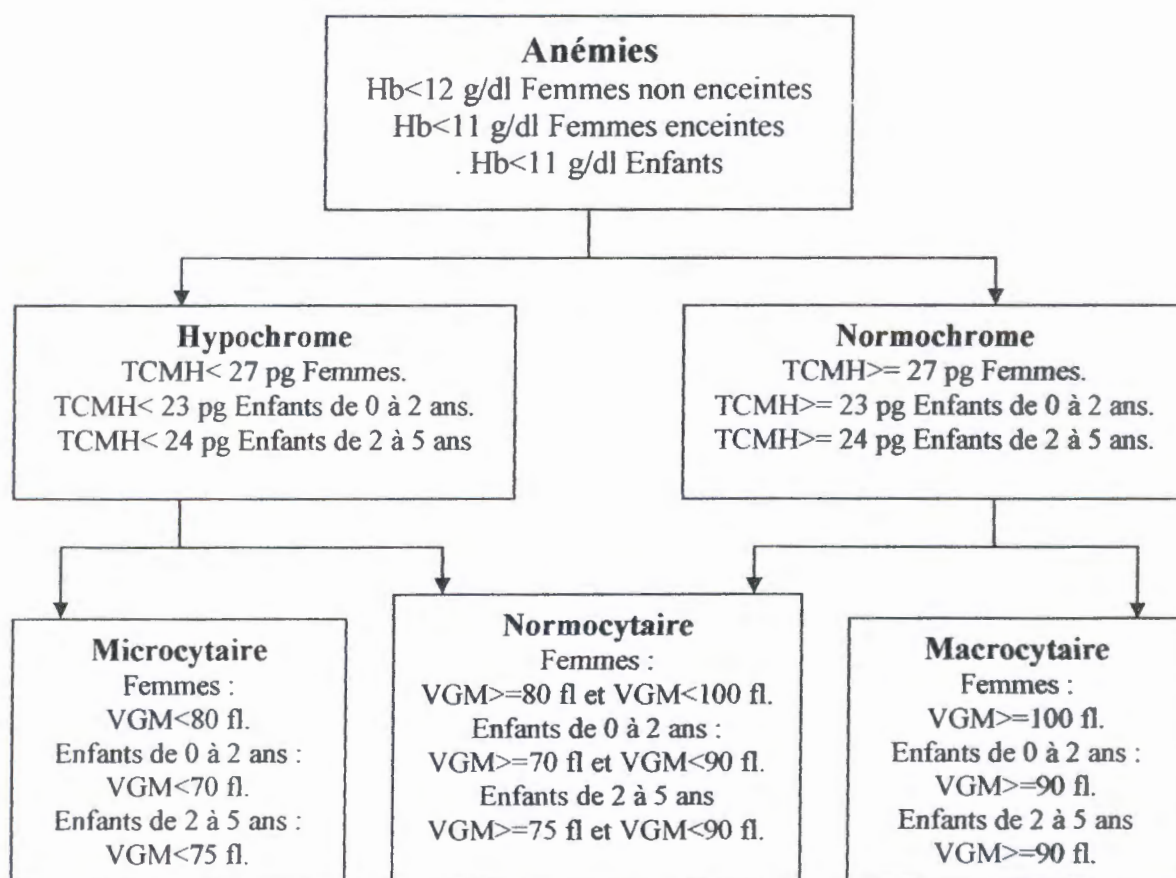 Anémies
Hb<12 g/dl Femmes non enceintes
Hb<11 g/dl Femmes enceintes
. Hb<11 g/dl Enfants
Hypochrome
TCMH< 27 pg Femmes.
TCMH< 23 pg Enfants de 0 à 2 ans.
TCMH< 24 pg Enfants de 2 à 5 ans
Normochrome
TCMH>= 27 pg Femmes.
TCMH>= 23 pg Enfants de 0 à 2 ans.
TCMH>= 24 pg Enfants de 2 à 5 ans.
Microcytaire
Femmes :
VGM<80 fl.
Enfants de 0 à 2 ans :
VGM<70 fl.
Enfants de 2 à 5 ans :
VGM<75 fl.
Normocytaire
Femmes :
VGM>=80 fl et VGM<100 fl.
Enfants de 0 à 2 ans :
VGM>=70 fl et VGM<90 fl.
Enfants de 2 à 5 ans
VGM>=75 fl et VGM<90 fl.
Macrocytaire
Femmes :
VGM>=100 fl.
Enfants de 0 à 2 ans :
VGM>=90 fl.
Enfants de 2 à 5 ans
VGM>=90 fl.